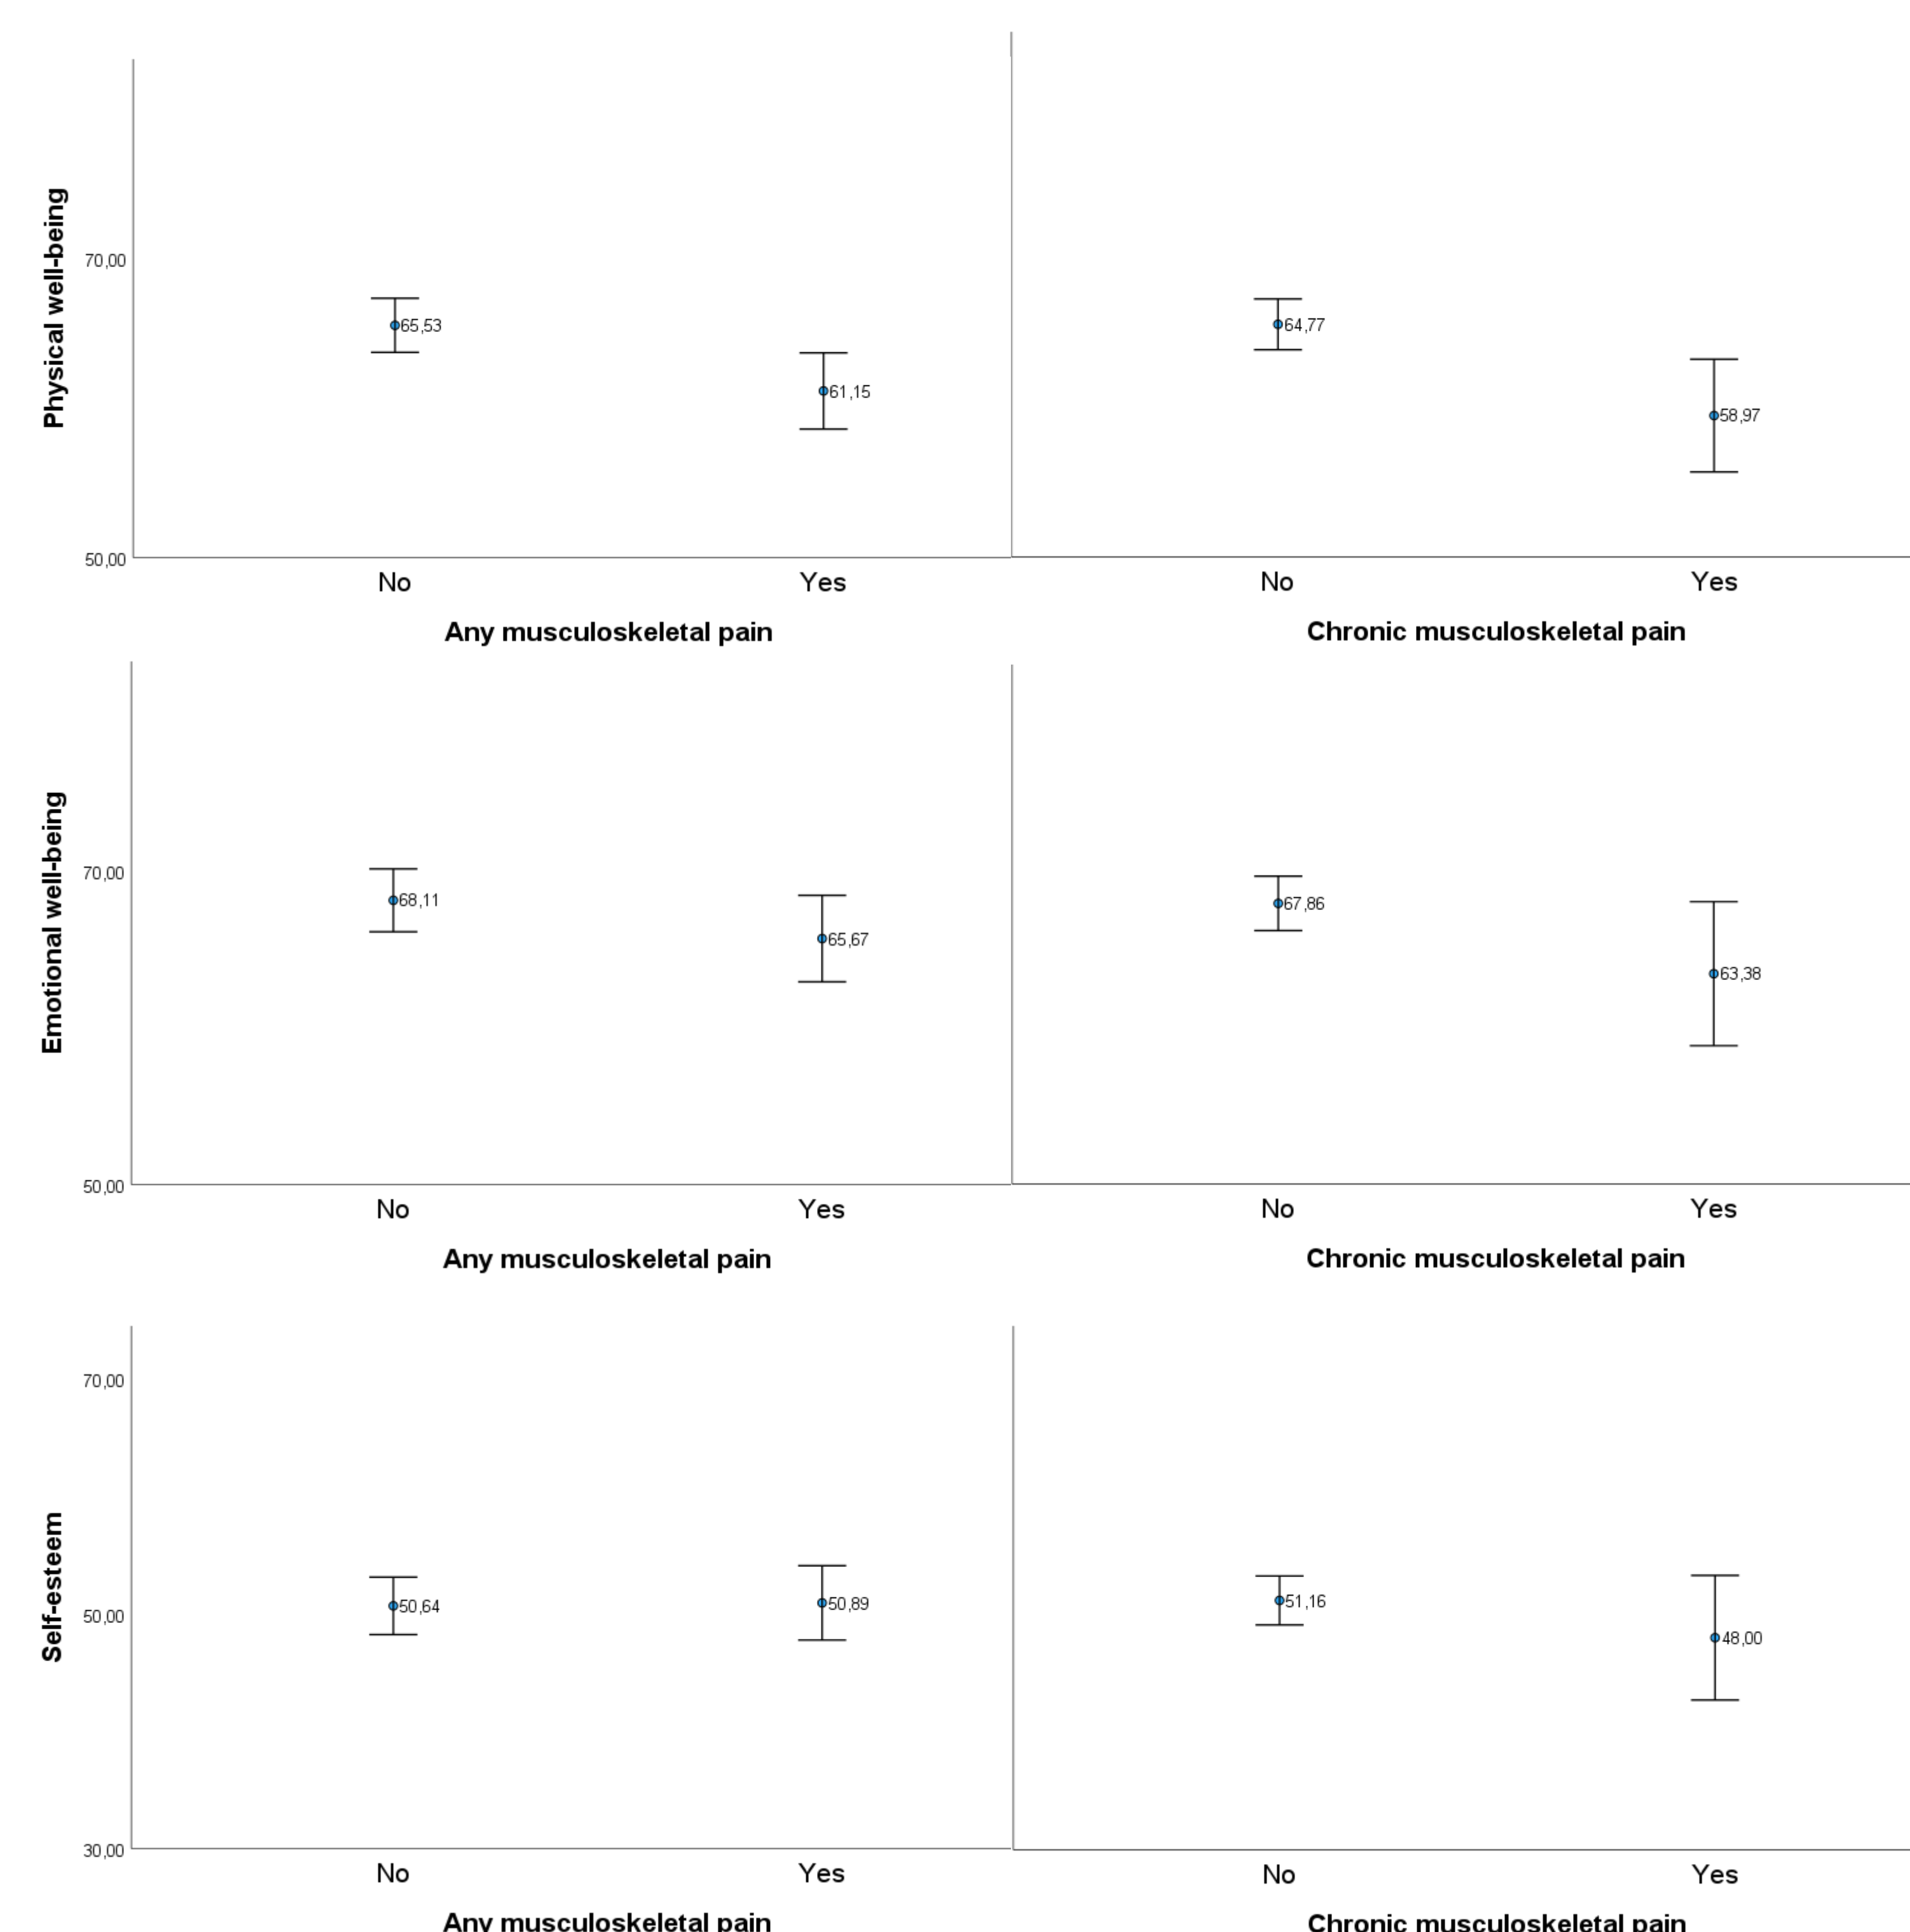 Physical well-being
70,00
65,53
64,77
61,15
58,97
50,00
No Yes No Yes
Any musculoskeletal pain Chronic musculoskeletal pain
Emotional well-being
70,00
68,11
67,86
65,67
63,38
50,00
No Yes No Yes
Any musculoskeletal pain Chronic musculoskeletal pain
Self-esteem
70,00
50,00
50,64
50,89
51,16
48,00
30,00
No Yes No Yes
Any musculoskeletal pain Chronic musculoskeletal pain